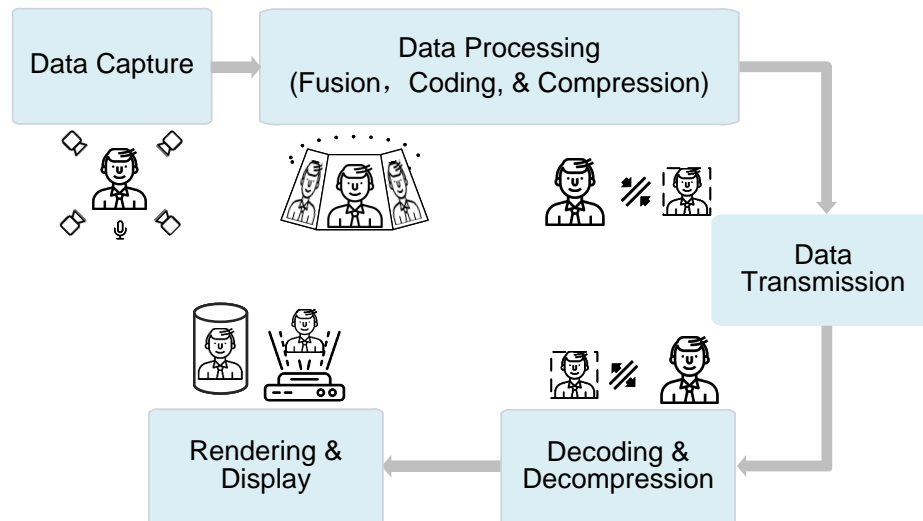 Data Capture
Data Processing
(Fusion，Coding, & Compression)
Data
Transmission
Decoding &
Decompression
Rendering &
Display